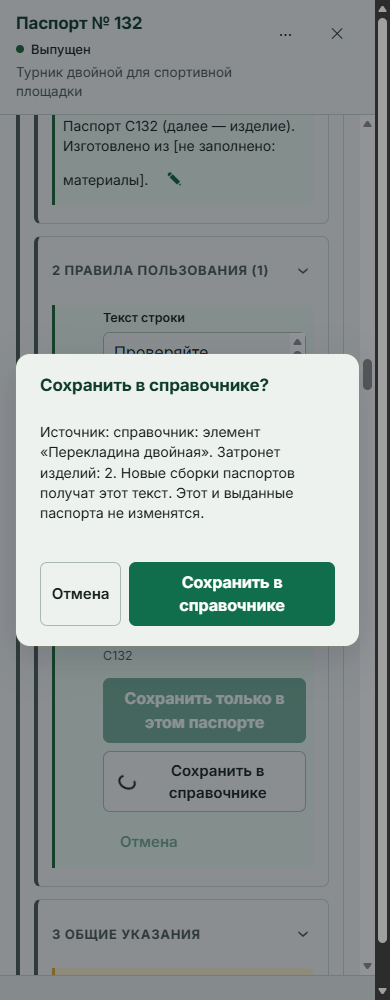 Паспорт № 132
...
Выпущен
Турник двойной для спортивной
площадки
Паспорт С132 (далее — изделие).
Изготовлено из [не заполнено:
материалы].
2 ПРАВИЛА ПОЛЬЗОВАНИЯ (1)
Текст строки
Проверяйте
Сохранить в справочнике?
Источник: справочник: элемент
«Перекладина двойная». Затронет
изделий: 2. Новые сборки паспортов
получат этот текст. Этот и выданные
паспорта не изменятся.
Отмена
Сохранить в
справочнике
С132
Сохранить только в
этом паспорте
Сохранить в
справочнике
Отмена
3 ОБЩИЕ УКАЗАНИЯ